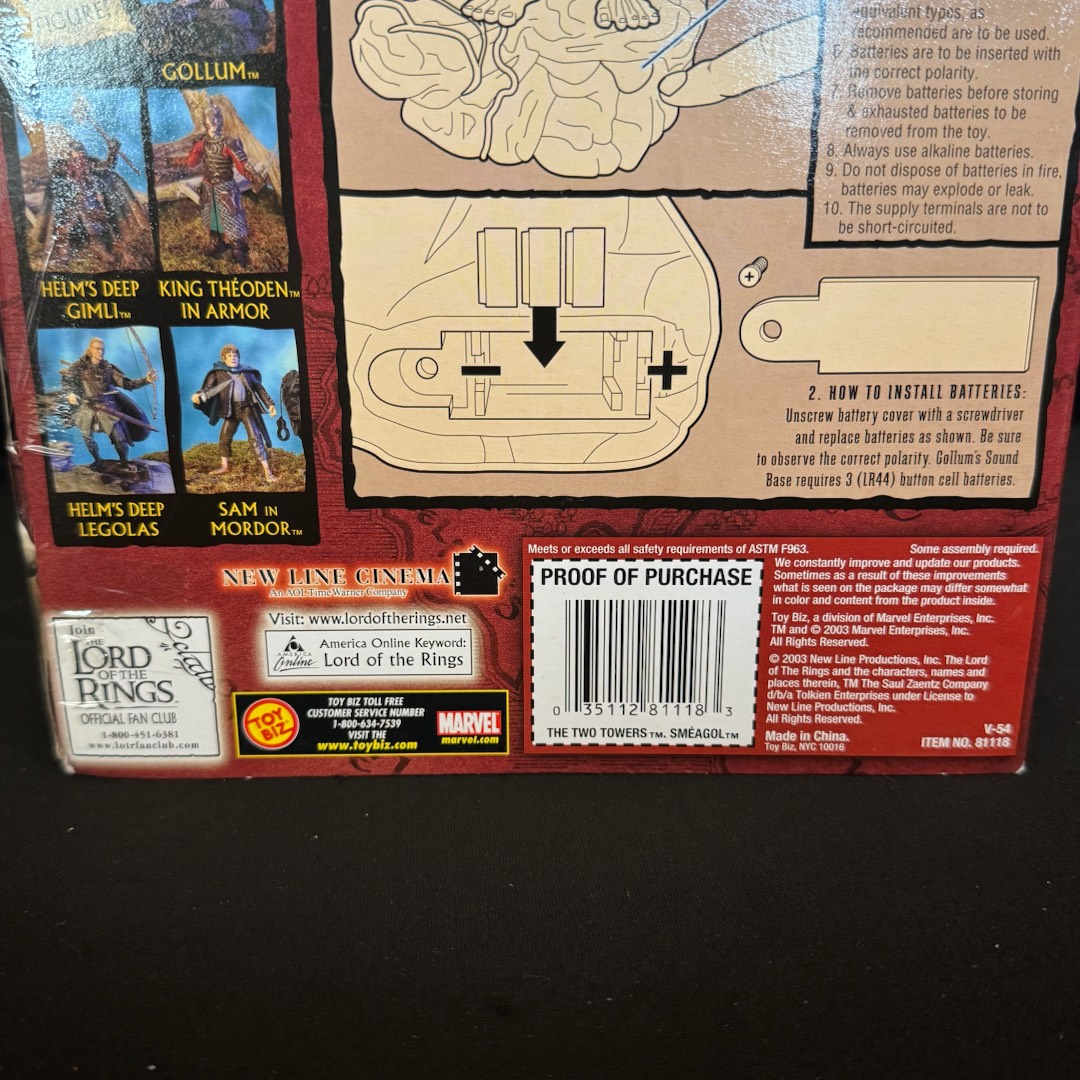 FIGURE
GOLLUM™
HELM'S DEEP
GIMLI™
KING THÉODEN™
IN ARMOR
HELM'S DEEP
LEGOLAS
SAM IN
MORDOR™
equivalent types, as
recommended are to be used.
6. Batteries are to be inserted with
the correct polarity.
7. Remove batteries before storing
& exhausted batteries to be
removed from the toy.
8. Always use alkaline batteries.
9. Do not dispose of batteries in fire,
batteries may explode or leak.
10. The supply terminals are not to
be short-circuited.
2. HOW TO INSTALL BATTERIES:
Unscrew battery cover with a screwdriver
and replace batteries as shown. Be sure
to observe the correct polarity. Gollum's Sound
Base requires 3 (LR44) button cell batteries.
NEW LINE CINEMA
An AOL Time Warner Company
Join
THE
LORD
OF THE
RINGS™
OFFICIAL FAN CLUB
1-800-451-6381
www.lotrfanclub.com
Visit: www.lordoftherings.net
AMERICA
Online
America Online Keyword:
Lord of the Rings
TOY
BIZ
TOY BIZ TOLL FREE
CUSTOMER SERVICE NUMBER
1-800-634-7539
VISIT THE
www.toybiz.com
MARVEL
marvel.com
Meets or exceeds all safety requirements of ASTM F963.
Some assembly required.
PROOF OF PURCHASE
0 35112 81118 3
THE TWO TOWERS™. SMÉAGOL™
We constantly improve and update our products.
Sometimes as a result of these improvements
what is seen on the package may differ somewhat
in color and content from the product inside.
Toy Biz, a division of Marvel Enterprises, Inc.
TM and © 2003 Marvel Enterprises, Inc.
All Rights Reserved.
© 2003 New Line Productions, Inc. The Lord
of The Rings and the characters, names and
places therein, TM The Saul Zaentz Company
d/b/a Tolkien Enterprises under License to
New Line Productions, Inc.
All Rights Reserved.
Made in China.
Toy Biz, NYC 10016
V-54
ITEM NO. 81118